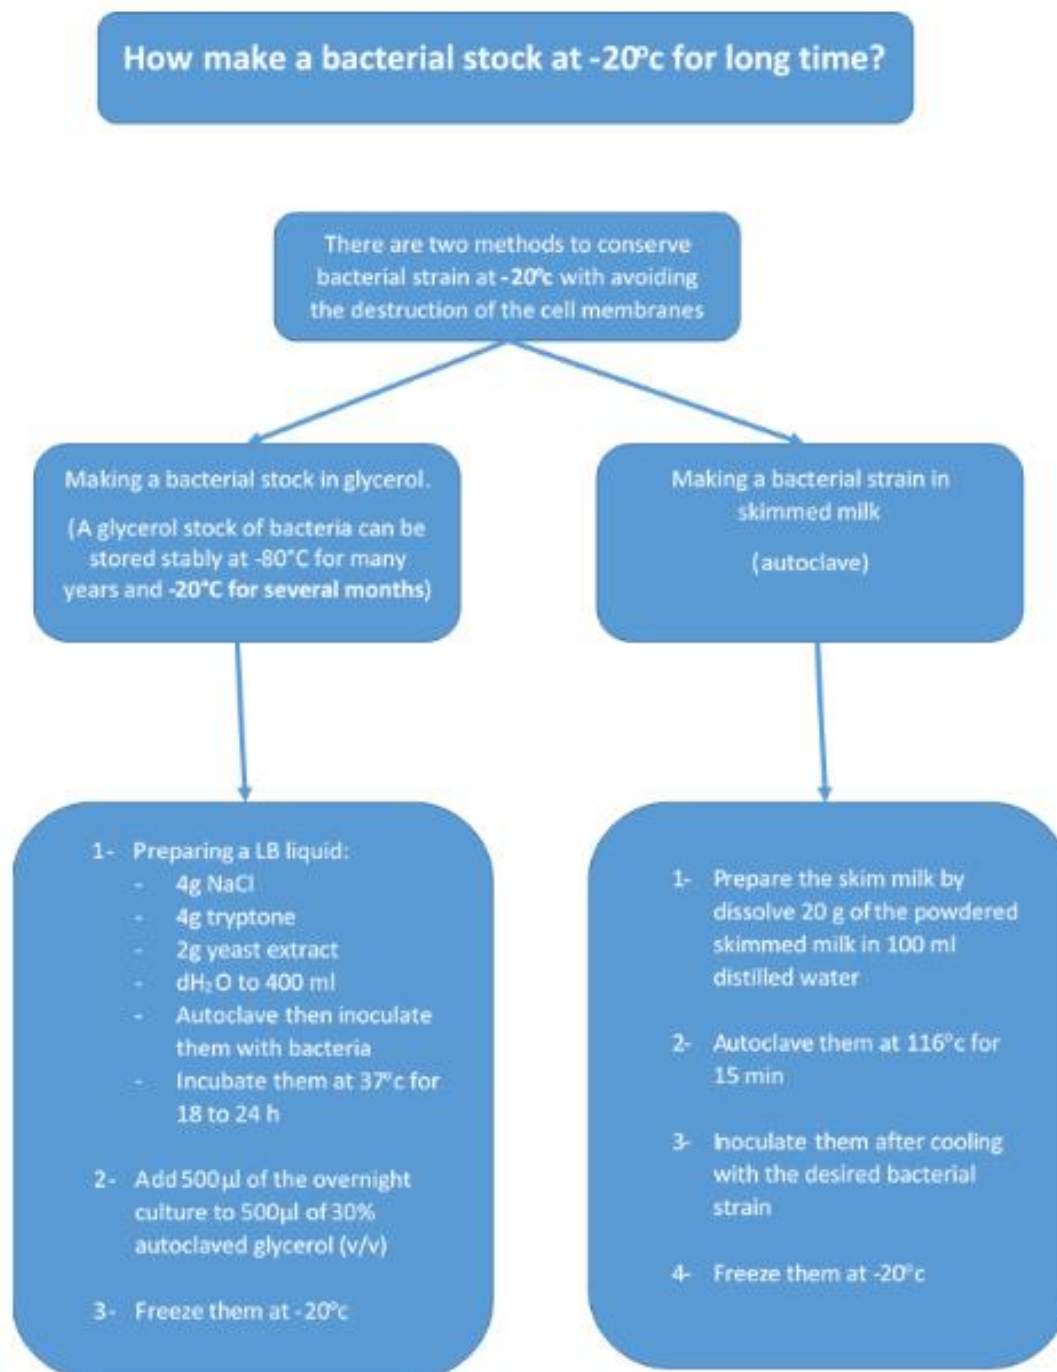 How make a bacterial stock at -20°c for long time?
There are two methods to conserve
bacterial strain at -20°c with avoiding
the destruction of the cell membranes
Making a bacterial stock in glycerol.
(A glycerol stock of bacteria can be
stored stably at -80°C for many
years and -20°C for several months)
Making a bacterial strain in
skimmed milk
(autoclave)
1- Preparing a LB liquid:
- 4g NaCl
- 4g tryptone
- 2g yeast extract
- dH₂O to 400 ml
- Autoclave then inoculate
them with bacteria
- Incubate them at 37°c for
18 to 24 h
2- Add 500µl of the overnight
culture to 500µl of 30%
autoclaved glycerol (v/v)
3- Freeze them at -20°c
1- Prepare the skim milk by
dissolve 20 g of the powdered
skimmed milk in 100 ml
distilled water
2- Autoclave them at 116°c for
15 min
3- Inoculate them after cooling
with the desired bacterial
strain
4- Freeze them at -20°c